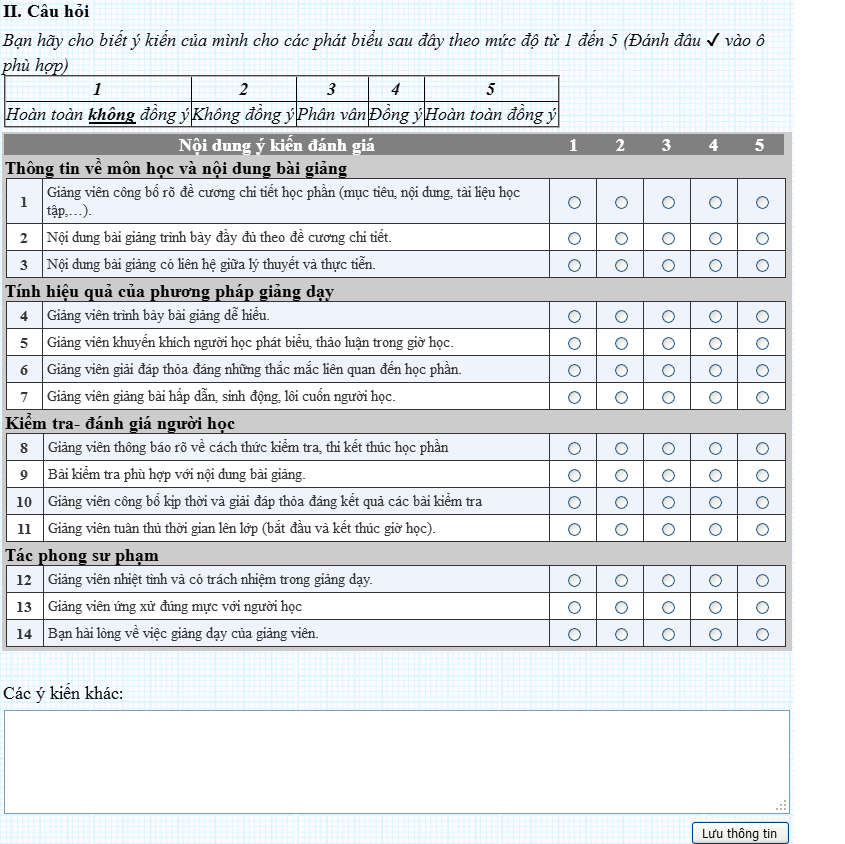 II. Câu hỏi
Bạn hãy cho biết ý kiến của mình cho các phát biểu sau đây theo mức độ từ 1 đến 5 (Đánh đâu ✓ vào ô
phù hợp)
1 2 3 4 5
Hoàn toàn không đồng ý Không đồng ý Phân vân Đồng ý Hoàn toàn đồng ý
Nội dung ý kiến đánh giá 1 2 3 4 5
Thông tin về môn học và nội dung bài giảng
1 Giảng viên công bố rõ đề cương chi tiết học phần (mục tiêu, nội dung, tài liệu học
tập,…).
2 Nội dung bài giảng trình bày đầy đủ theo đề cương chi tiết.
3 Nội dung bài giảng có liên hệ giữa lý thuyết và thực tiễn.
Tính hiệu quả của phương pháp giảng dạy
4 Giảng viên trình bày bài giảng dễ hiểu.
5 Giảng viên khuyến khích người học phát biểu, thảo luận trong giờ học.
6 Giảng viên giải đáp thỏa đáng những thắc mắc liên quan đến học phần.
7 Giảng viên giảng bài hấp dẫn, sinh động, lôi cuốn người học.
Kiểm tra- đánh giá người học
8 Giảng viên thông báo rõ về cách thức kiểm tra, thi kết thúc học phần
9 Bài kiểm tra phù hợp với nội dung bài giảng.
10 Giảng viên công bố kịp thời và giải đáp thỏa đáng kết quả các bài kiểm tra
11 Giảng viên tuân thủ thời gian lên lớp (bắt đầu và kết thúc giờ học).
Tác phong sư phạm
12 Giảng viên nhiệt tình và có trách nhiệm trong giảng dạy.
13 Giảng viên ứng xử đúng mực với người học
14 Bạn hài lòng về việc giảng dạy của giảng viên.
Các ý kiến khác:
Lưu thông tin